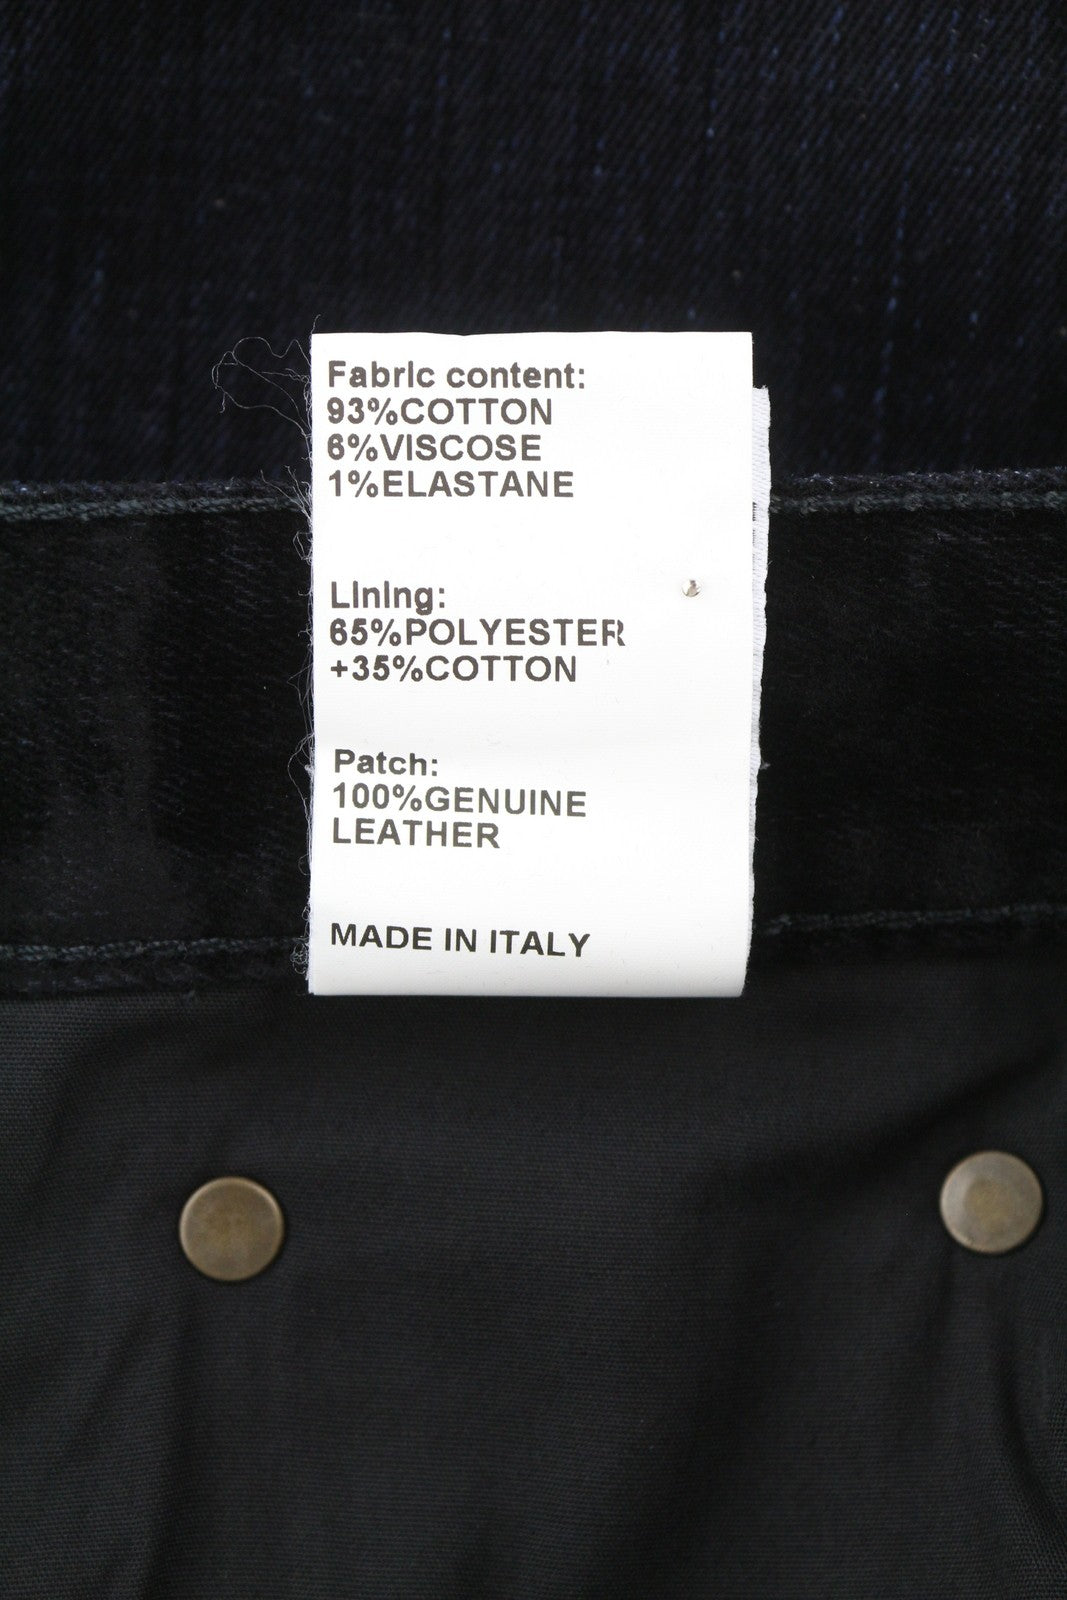 Fabric content:
93%COTTON
6%VISCOSE
1%ELASTANE
Lining:
65%POLYESTER
+35%COTTON
Patch:
100%GENUINE
LEATHER
MADE IN ITALY